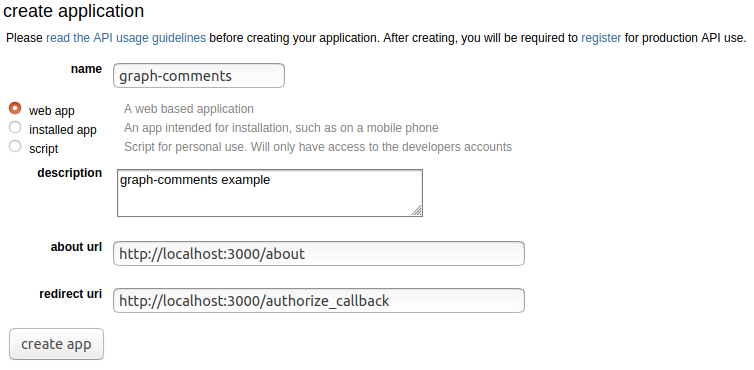 create application
Please read the API usage guidelines before creating your application. After creating, you will be required to register for production API use.
name graph-comments
web app A web based application
installed app An app intended for installation, such as on a mobile phone
script Script for personal use. Will only have access to the developers accounts
description graph-comments example
about url http://localhost:3000/about
redirect uri http://localhost:3000/authorize_callback
create app